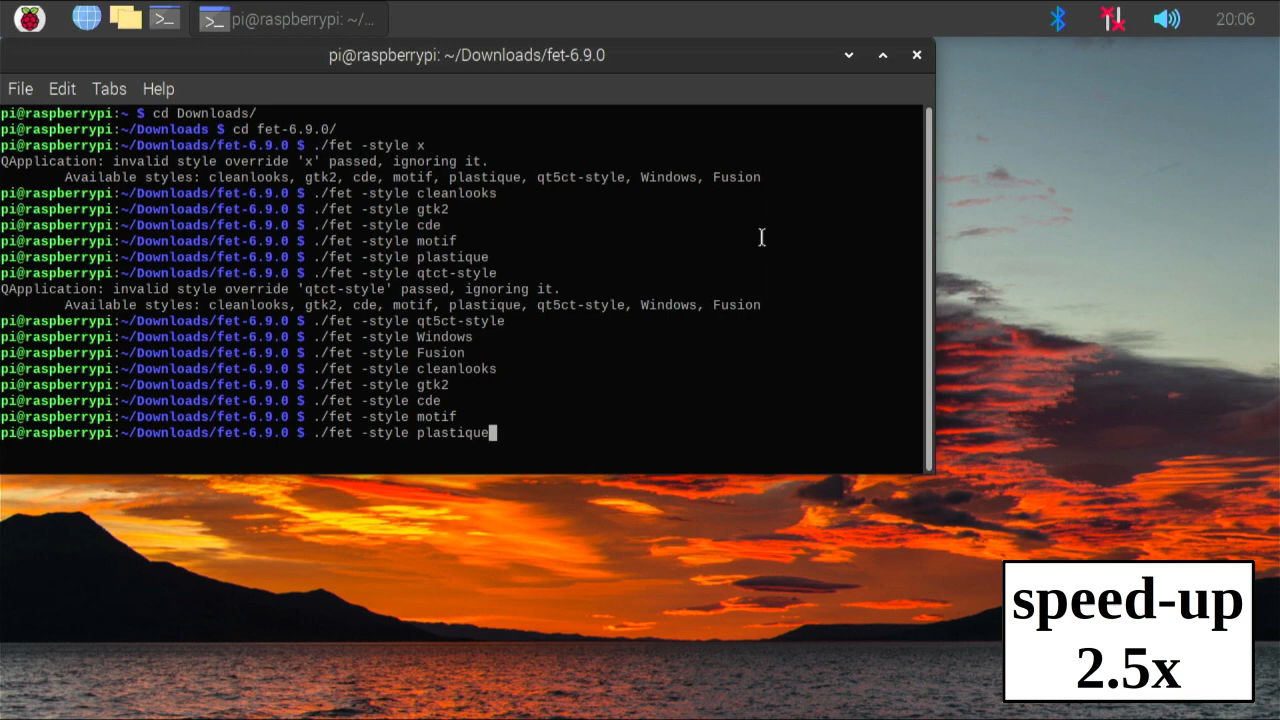 pi@raspberrypi: ~/...
20:06
pi@raspberrypi: ~/Downloads/fet-6.9.0
File Edit Tabs Help
pi@raspberrypi:~ $ cd Downloads/
pi@raspberrypi:~/Downloads $ cd fet-6.9.0/
pi@raspberrypi:~/Downloads/fet-6.9.0 $ ./fet -style x
QApplication: invalid style override 'x' passed, ignoring it.
Available styles: cleanlooks, gtk2, cde, motif, plastique, qt5ct-style, Windows, Fusion
pi@raspberrypi:~/Downloads/fet-6.9.0 $ ./fet -style cleanlooks
pi@raspberrypi:~/Downloads/fet-6.9.0 $ ./fet -style gtk2
pi@raspberrypi:~/Downloads/fet-6.9.0 $ ./fet -style cde
pi@raspberrypi:~/Downloads/fet-6.9.0 $ ./fet -style motif
pi@raspberrypi:~/Downloads/fet-6.9.0 $ ./fet -style plastique
pi@raspberrypi:~/Downloads/fet-6.9.0 $ ./fet -style qtct-style
QApplication: invalid style override 'qtct-style' passed, ignoring it.
Available styles: cleanlooks, gtk2, cde, motif, plastique, qt5ct-style, Windows, Fusion
pi@raspberrypi:~/Downloads/fet-6.9.0 $ ./fet -style qt5ct-style
pi@raspberrypi:~/Downloads/fet-6.9.0 $ ./fet -style Windows
pi@raspberrypi:~/Downloads/fet-6.9.0 $ ./fet -style Fusion
pi@raspberrypi:~/Downloads/fet-6.9.0 $ ./fet -style cleanlooks
pi@raspberrypi:~/Downloads/fet-6.9.0 $ ./fet -style gtk2
pi@raspberrypi:~/Downloads/fet-6.9.0 $ ./fet -style cde
pi@raspberrypi:~/Downloads/fet-6.9.0 $ ./fet -style motif
pi@raspberrypi:~/Downloads/fet-6.9.0 $ ./fet -style plastique
speed-up
2.5x